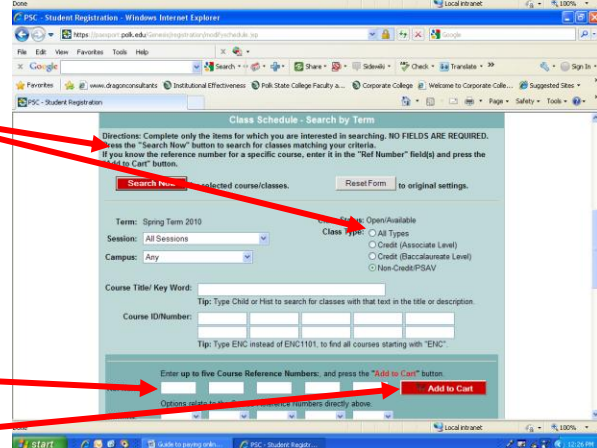 Done
Local intranet
100%
PSC - Student Registration - Windows Internet Explorer
https://passport.polk.edu/Genesis/registration/modifyschedule.jsp
Google
File Edit View Favorites Tools Help
x Google Search Share Sidewiki Check Translate Sign In
Favorites www.dragonconsultants Institutional Effectiveness Polk State College Faculty a... Corporate College Welcome to Corporate Colle... Suggested Sites
PSC - Student Registration
Page Safety Tools
Class Schedule - Search by Term
Directions: Complete only the items for which you are interested in searching. NO FIELDS ARE REQUIRED.
Press the "Search Now" button to search for classes matching your criteria.
If you know the reference number for a specific course, enter it in the "Ref Number" field(s) and press the
"Add to Cart" button.
Search Now for selected course/classes. Reset Form to original settings.
Term: Spring Term 2010
Class Status: Open/Available
Session: All Sessions
Class Type: All Types
Credit (Associate Level)
Campus: Any
Credit (Baccalaureate Level)
Non-Credit/PSAV
Course Title/ Key Word:
Tip: Type Child or Hist to search for classes with that text in the title or description.
Course ID/Number:
Tip: Type ENC instead of ENC1101, to find all courses starting with "ENC".
Enter up to five Course Reference Numbers: and press the "Add to Cart" button.
Add to Cart
Options relate to the Course Reference Numbers directly above.
Done
Local intranet
100%
start
Guide to paying onlin...
PSC - Student Registr...
12:26 PM